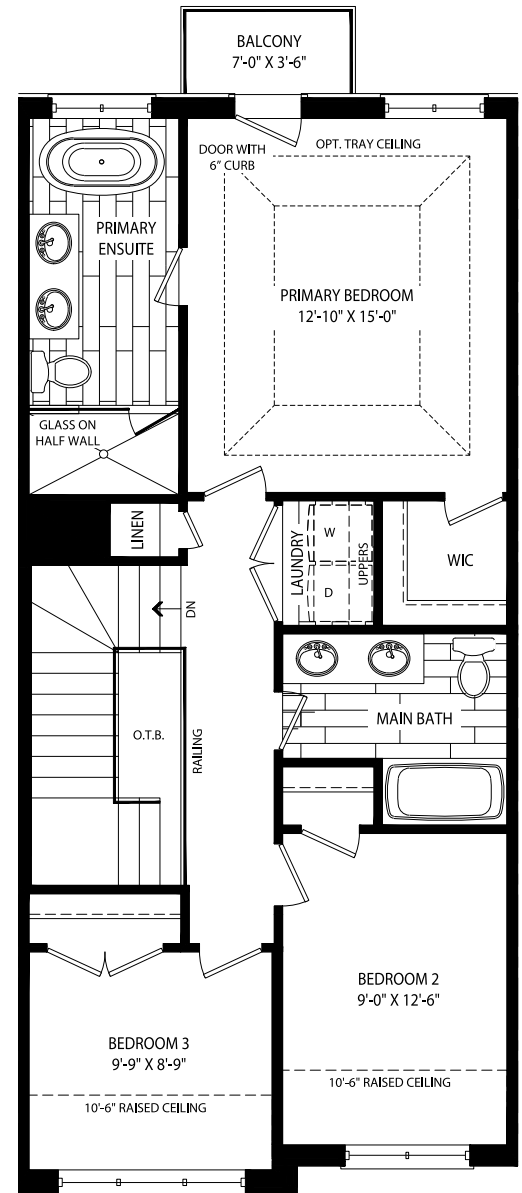 BALCONY
7'-0" X 3'-6"
DOOR WITH
6" CURB
OPT. TRAY CEILING
PRIMARY
ENSUITE
PRIMARY BEDROOM
12'-10" X 15'-0"
GLASS ON
HALF WALL
LINEN
LAUNDRY
W
D
UPPERS
WIC
DN
O.T.B.
RAILING
MAIN BATH
BEDROOM 2
9'-0" X 12'-6"
10'-6" RAISED CEILING
BEDROOM 3
9'-9" X 8'-9"
10'-6" RAISED CEILING